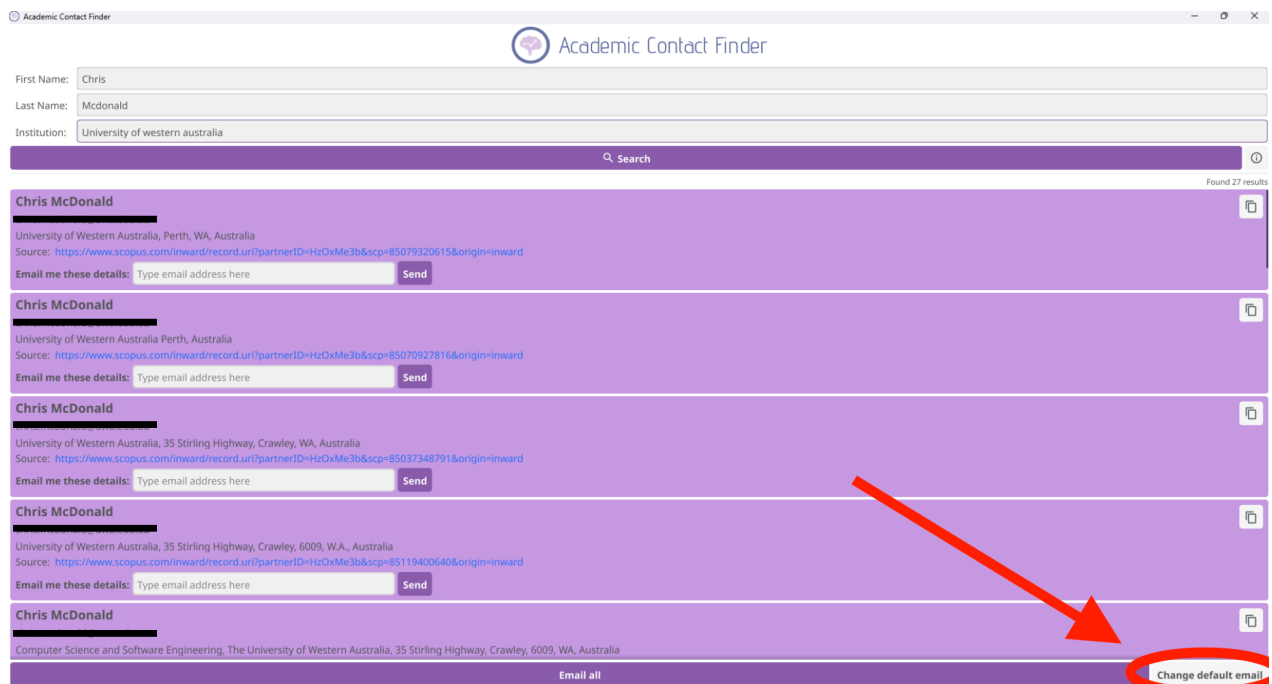 Academic Contact Finder
Academic Contact Finder
First Name: Chris
Last Name: Mcdonald
Institution: University of western australia
Search
Found 27 results
Chris McDonald
University of Western Australia, Perth, WA, Australia
Source: https://www.scopus.com/inward/record.uri?partnerID=HzOxMe3b&scp=85079320615&origin=inward
Email me these details: Type email address here Send
Chris McDonald
University of Western Australia Perth, Australia
Source: https://www.scopus.com/inward/record.uri?partnerID=HzOxMe3b&scp=85070927816&origin=inward
Email me these details: Type email address here Send
Chris McDonald
University of Western Australia, 35 Stirling Highway, Crawley, WA, Australia
Source: https://www.scopus.com/inward/record.uri?partnerID=HzOxMe3b&scp=85037348791&origin=inward
Email me these details: Type email address here Send
Chris McDonald
University of Western Australia, 35 Stirling Highway, Crawley, 6009, W.A., Australia
Source: https://www.scopus.com/inward/record.uri?partnerID=HzOxMe3b&scp=85119400640&origin=inward
Email me these details: Type email address here Send
Chris McDonald
Computer Science and Software Engineering, The University of Western Australia, 35 Stirling Highway, Crawley, 6009, WA, Australia
Email all Change default email